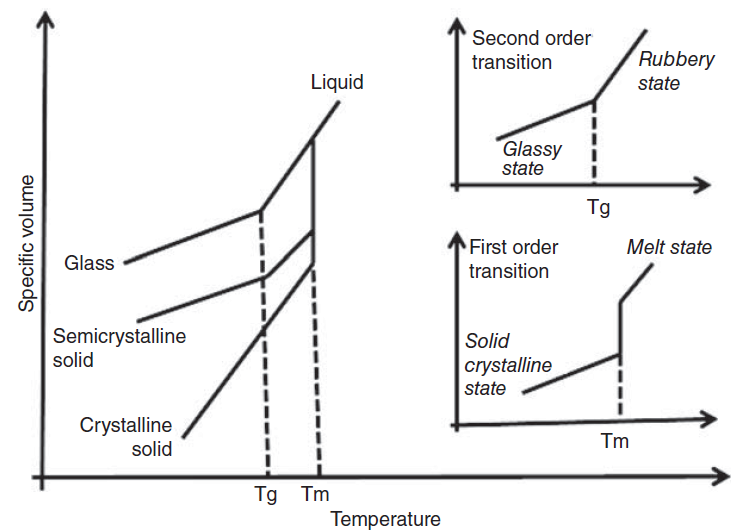 Specific volume
Liquid
Glass
Semicrystalline
solid
Crystalline
solid
Tg
Tm
Temperature
Second order
transition
Rubbery
state
Glassy
state
Tg
First order
transition
Melt state
Solid
crystalline
state
Tm